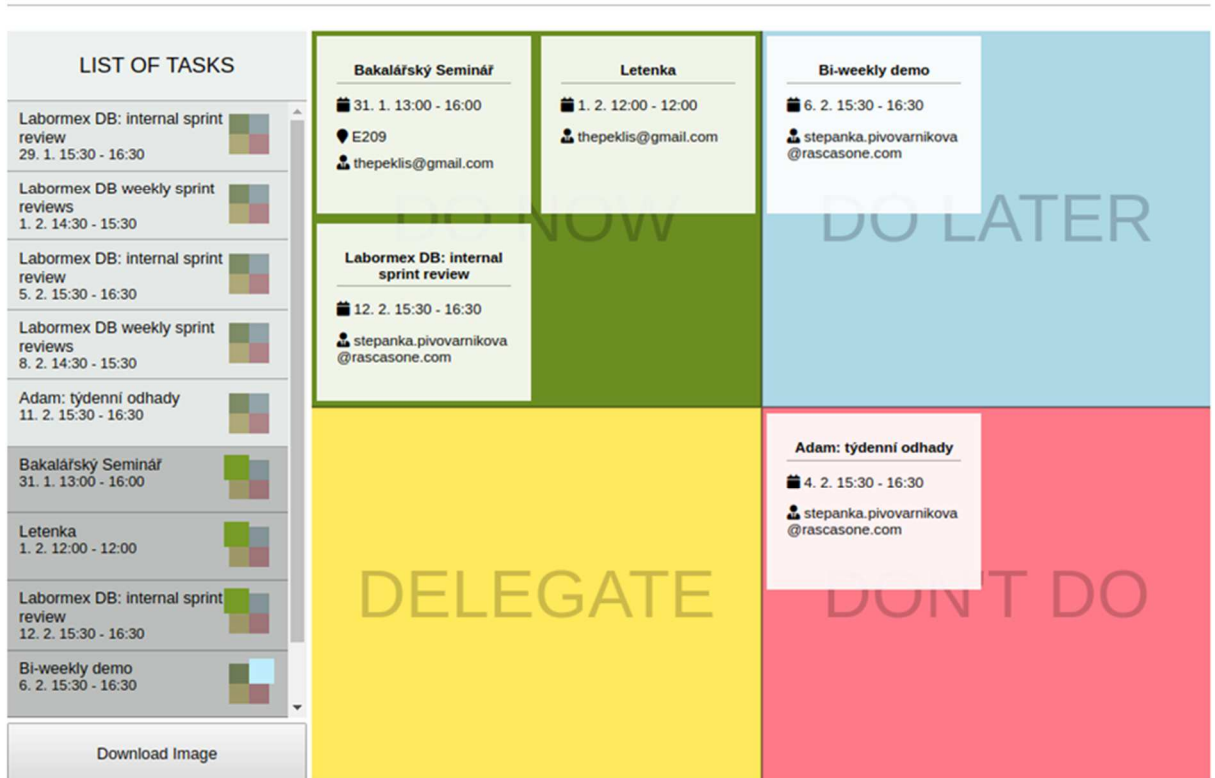 LIST OF TASKS
Labormex DB: internal sprint
review
29. 1. 15:30 - 16:30
Labormex DB weekly sprint
reviews
1. 2. 14:30 - 15:30
Labormex DB: internal sprint
review
5. 2. 15:30 - 16:30
Labormex DB weekly sprint
reviews
8. 2. 14:30 - 15:30
Adam: týdenní odhady
11. 2. 15:30 - 16:30
Bakalářský Seminář
31. 1. 13:00 - 16:00
Letenka
1. 2. 12:00 - 12:00
Labormex DB: internal sprint
review
12. 2. 15:30 - 16:30
Bi-weekly demo
6. 2. 15:30 - 16:30
Download Image
Bakalářský Seminář
31. 1. 13:00 - 16:00
E209
thepeklis@gmail.com
Letenka
1. 2. 12:00 - 12:00
thepeklis@gmail.com
DO NOW
Labormex DB: internal
sprint review
12. 2. 15:30 - 16:30
stepanka.pivovarnikova
@rascasone.com
Bi-weekly demo
6. 2. 15:30 - 16:30
stepanka.pivovarnikova
@rascasone.com
DO LATER
DELEGATE
Adam: týdenní odhady
4. 2. 15:30 - 16:30
stepanka.pivovarnikova
@rascasone.com
DON'T DO